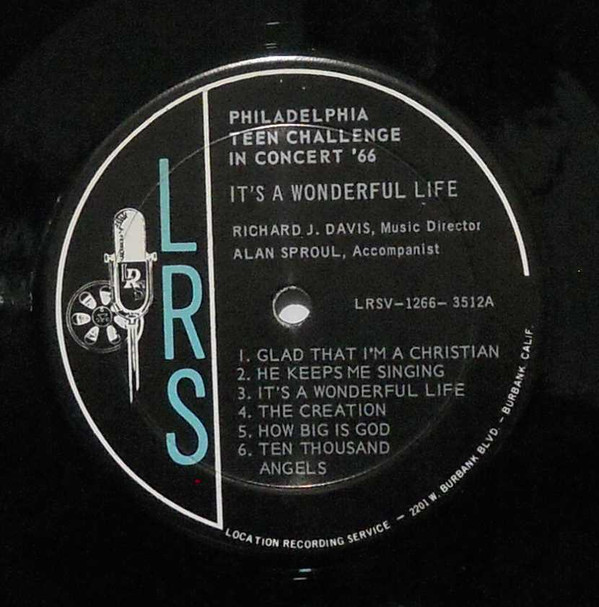 PHILADELPHIA
TEEN CHALLENGE
IN CONCERT '66
IT'S A WONDERFUL LIFE
RICHARD J. DAVIS, Music Director
ALAN SPROUL, Accompanist
LRS
LRS
LRSV-1266-3512A
1. GLAD THAT I'M A CHRISTIAN
2. HE KEEPS ME SINGING
3. IT'S A WONDERFUL LIFE
4. THE CREATION
5. HOW BIG IS GOD
6. TEN THOUSAND
ANGELS
LOCATION RECORDING SERVICE — 2201 W. BURBANK BLVD. — BURBANK, CALIF.